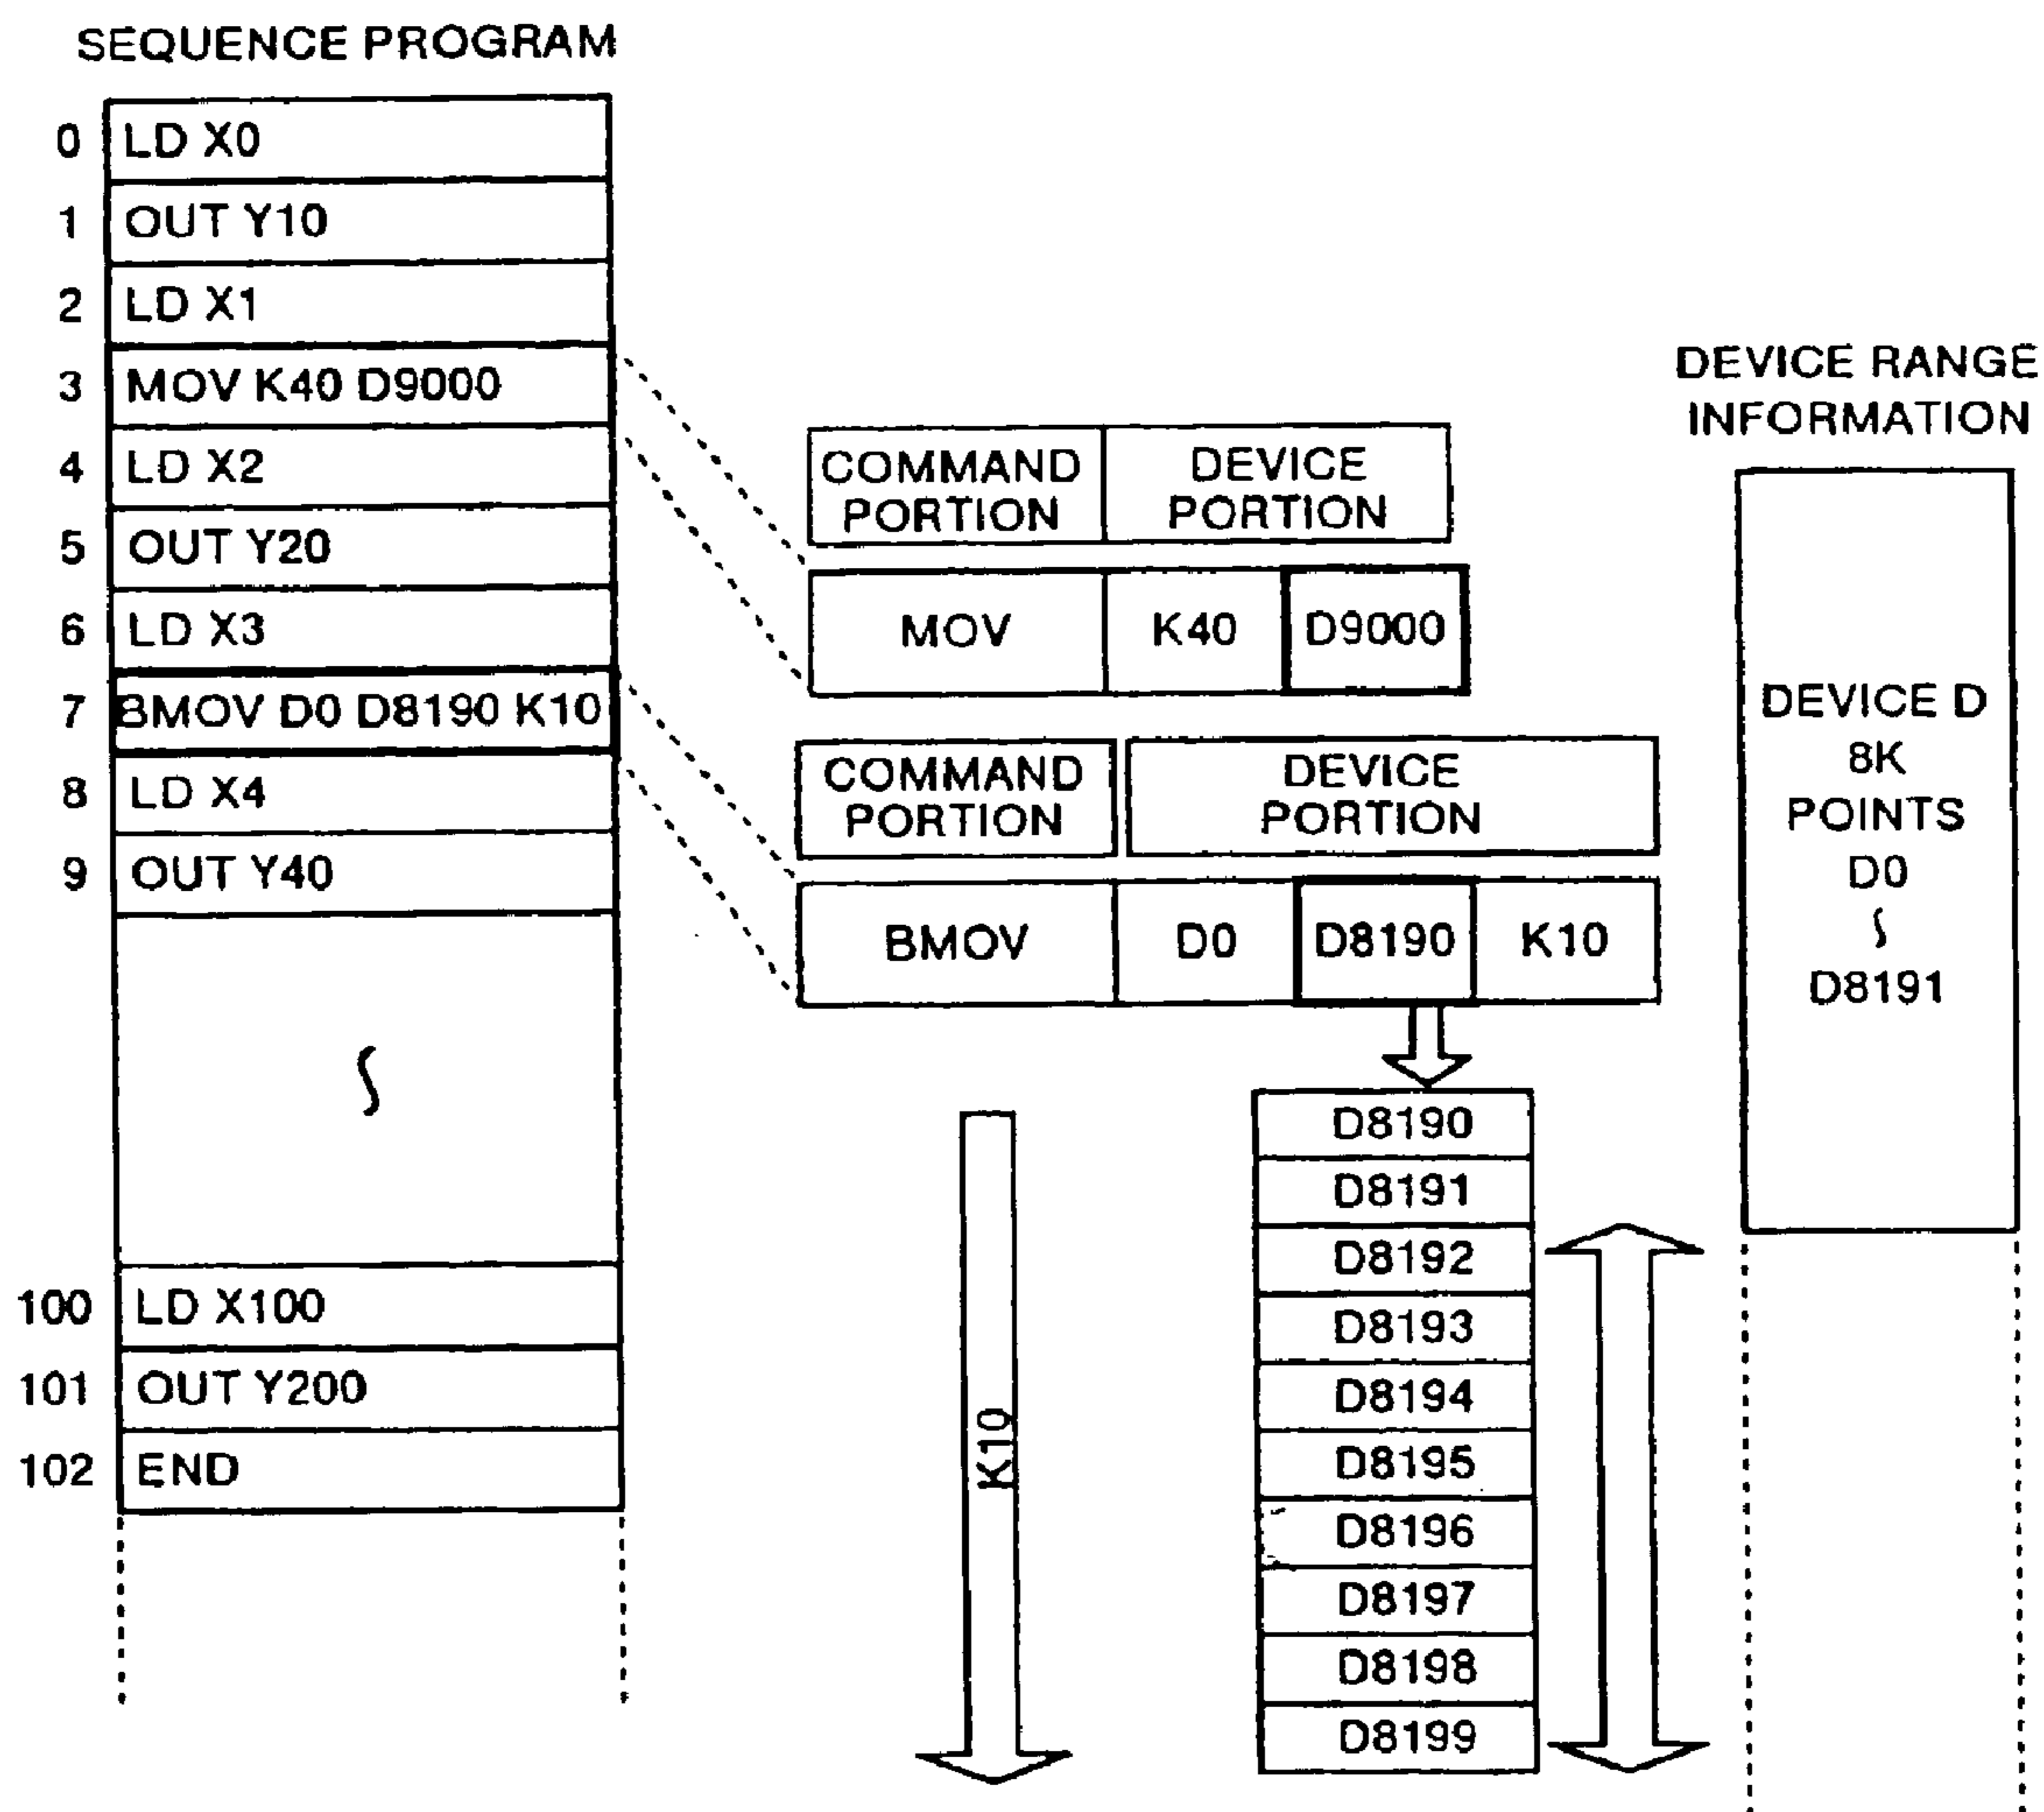 SEQUENCE PROGRAM
0 LD X0
1 OUT Y10
2 LD X1
3 MOV K40 D9000
4 LD X2
5 OUT Y20
6 LD X3
7 BMOV D0 D8190 K10
8 LD X4
9 OUT Y40
100 LD X100
101 OUT Y200
102 END
COMMAND PORTION
DEVICE PORTION
MOV K40 D9000
COMMAND PORTION
DEVICE PORTION
BMOV D0 D8190 K10
K10
D8190
D8191
D8192
D8193
D8194
D8195
D8196
D8197
D8198
D8199
DEVICE RANGE
INFORMATION
DEVICE D
8K
POINTS
D0
D8191